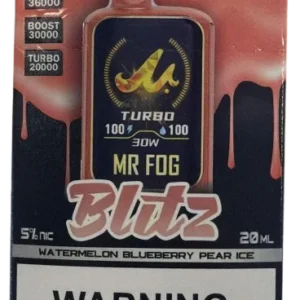 36000
BOOST
30000
TURBO
20000
TURBO
100 100
30W
MR FOG
Blitz
5% NIC 20 ML
WATERMELON BLUEBERRY PEAR ICE
WARNING